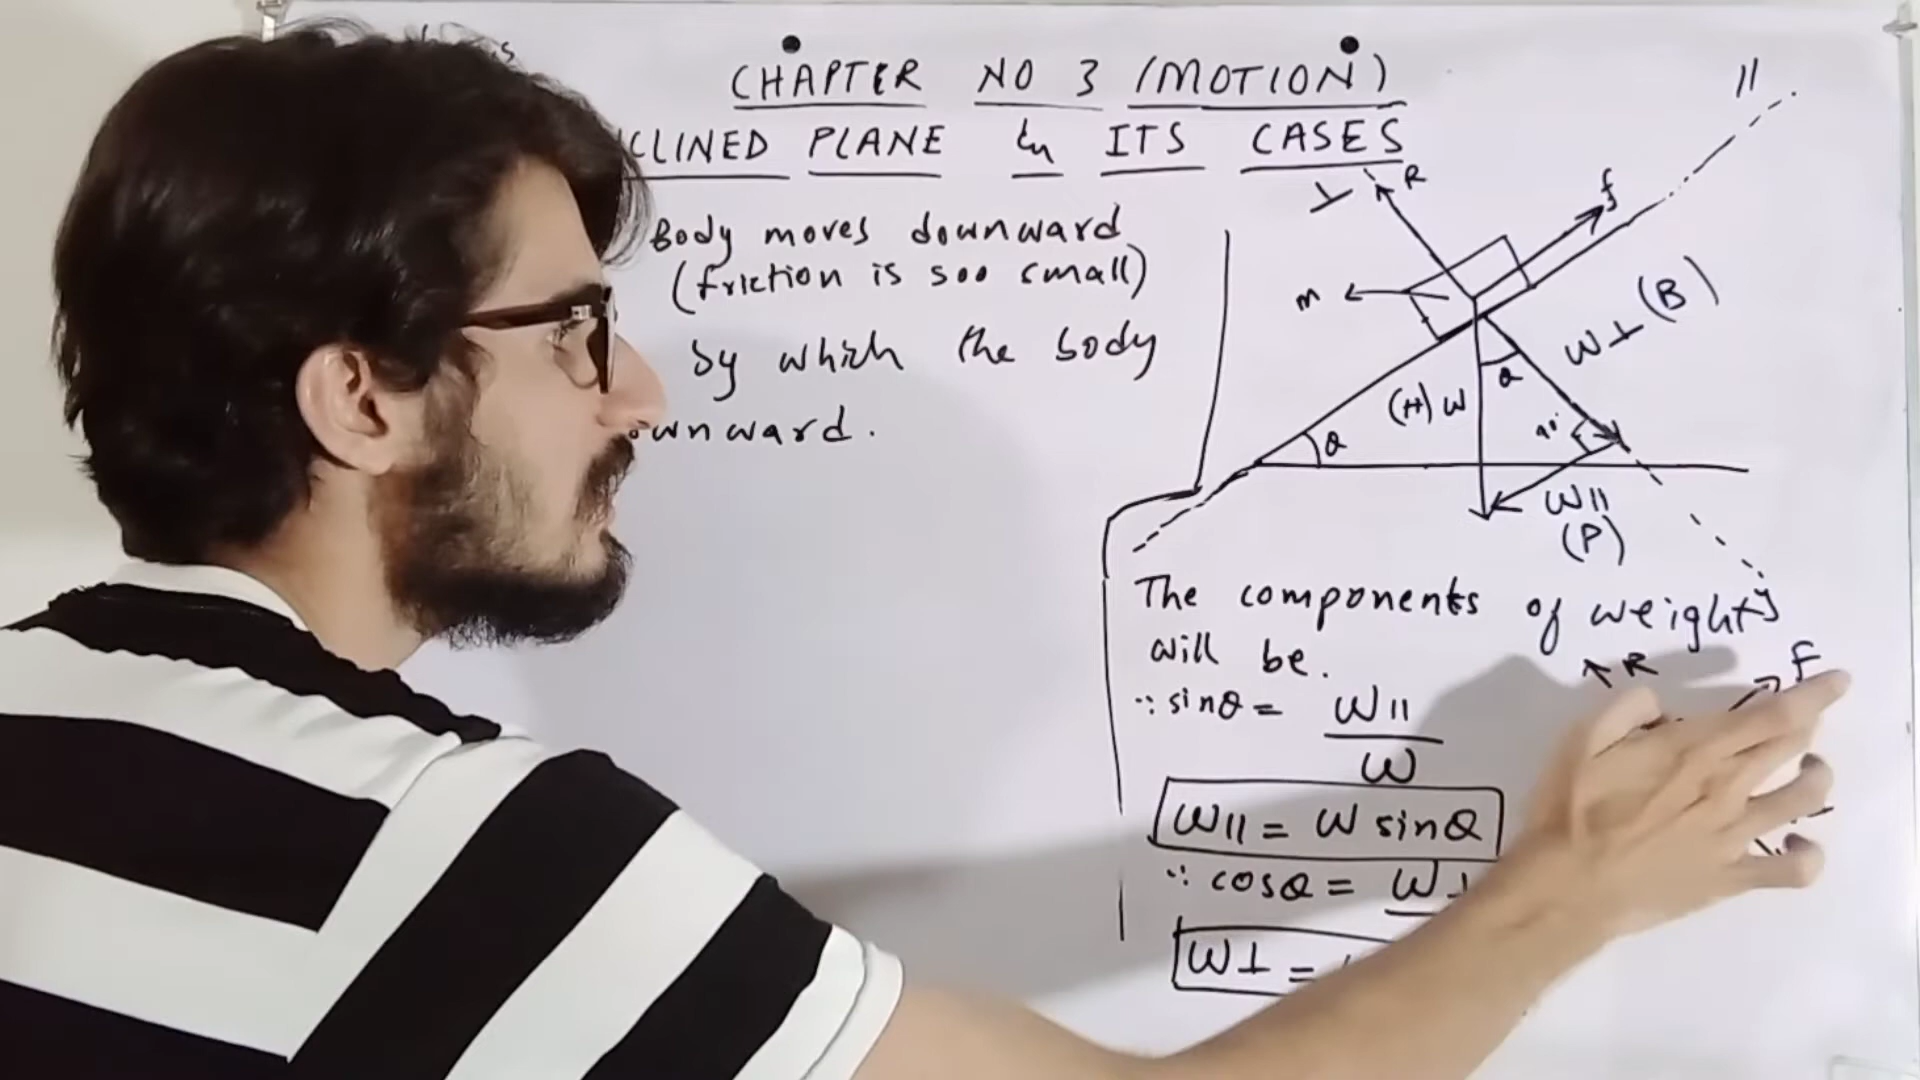 CHAPTER NO 3 (MOTION)
PLANE & ITS CASES
Body moves downward
(friction is soo small)
by which the body
ownward.
||
⊥ R
f
m
W⊥ (B)
(H) W
θ
90°
θ
W||
(P)
The components of weight
will be.
∵ sinθ = W||
W
W|| = W sinθ
∵ cosθ = W⊥
W⊥ =
R
F